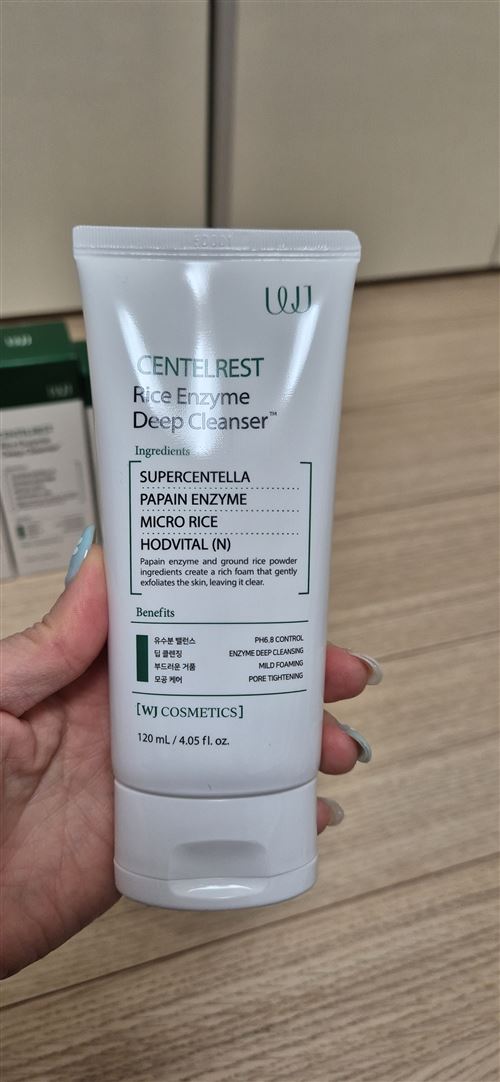 WJ
CENTELREST
Rice Enzyme
Deep Cleanser™
Ingredients
SUPERCENTELLA
PAPAIN ENZYME
MICRO RICE
HODVITAL (N)
Papain enzyme and ground rice powder
ingredients create a rich foam that gently
exfoliates the skin, leaving it clear.
Benefits
유수분 밸런스
딥 클렌징
부드러운 거품
모공 케어
PH6.8 CONTROL
ENZYME DEEP CLEANSING
MILD FOAMING
PORE TIGHTENING
[WJ COSMETICS]
120 mL / 4.05 fl. oz.
WJ
WJ
CENTELREST